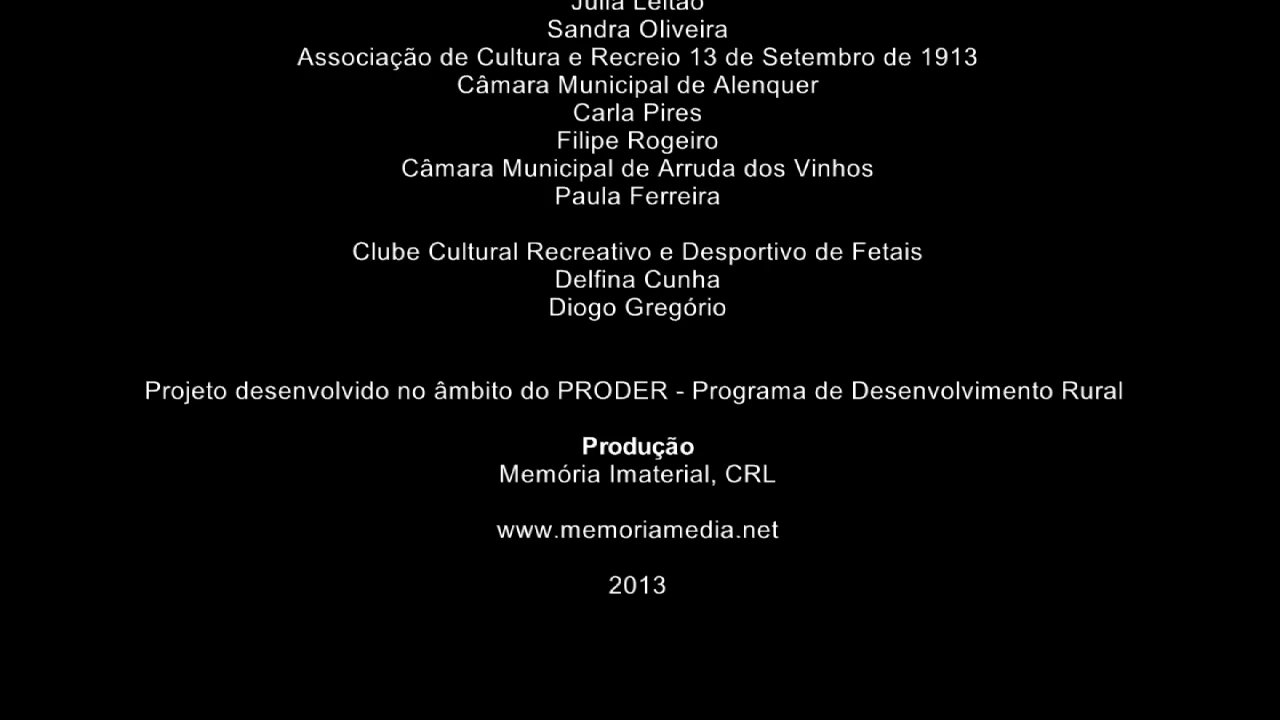 Júlia Leitão
Sandra Oliveira
Associação de Cultura e Recreio 13 de Setembro de 1913
Câmara Municipal de Alenquer
Carla Pires
Filipe Rogeiro
Câmara Municipal de Arruda dos Vinhos
Paula Ferreira
Clube Cultural Recreativo e Desportivo de Fetais
Delfina Cunha
Diogo Gregório
Projeto desenvolvido no âmbito do PRODER - Programa de Desenvolvimento Rural
Produção
Memória Imaterial, CRL
www.memoriamedia.net
2013